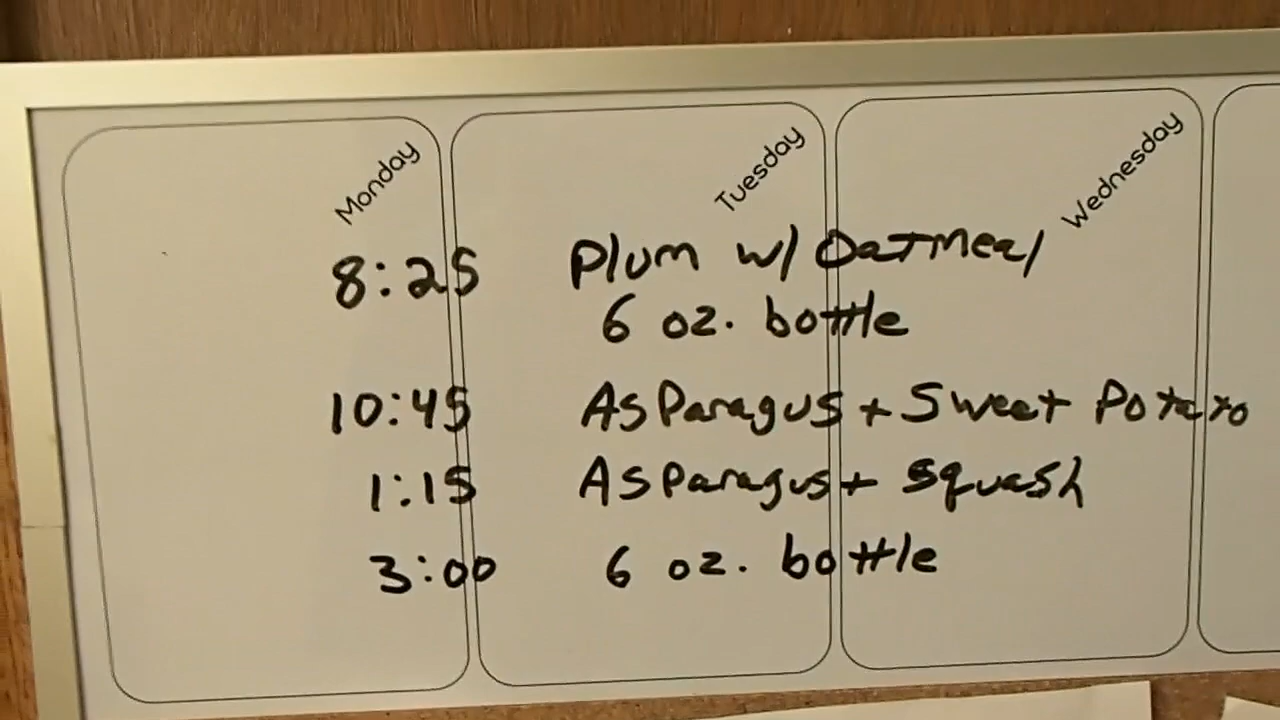 Monday Tuesday Wednesday
8:25 Plum w/ Oatmeal
6 oz. bottle
10:45 Asparagus + Sweet Potato
1:15 Asparagus + Squash
3:00 6 oz. bottle